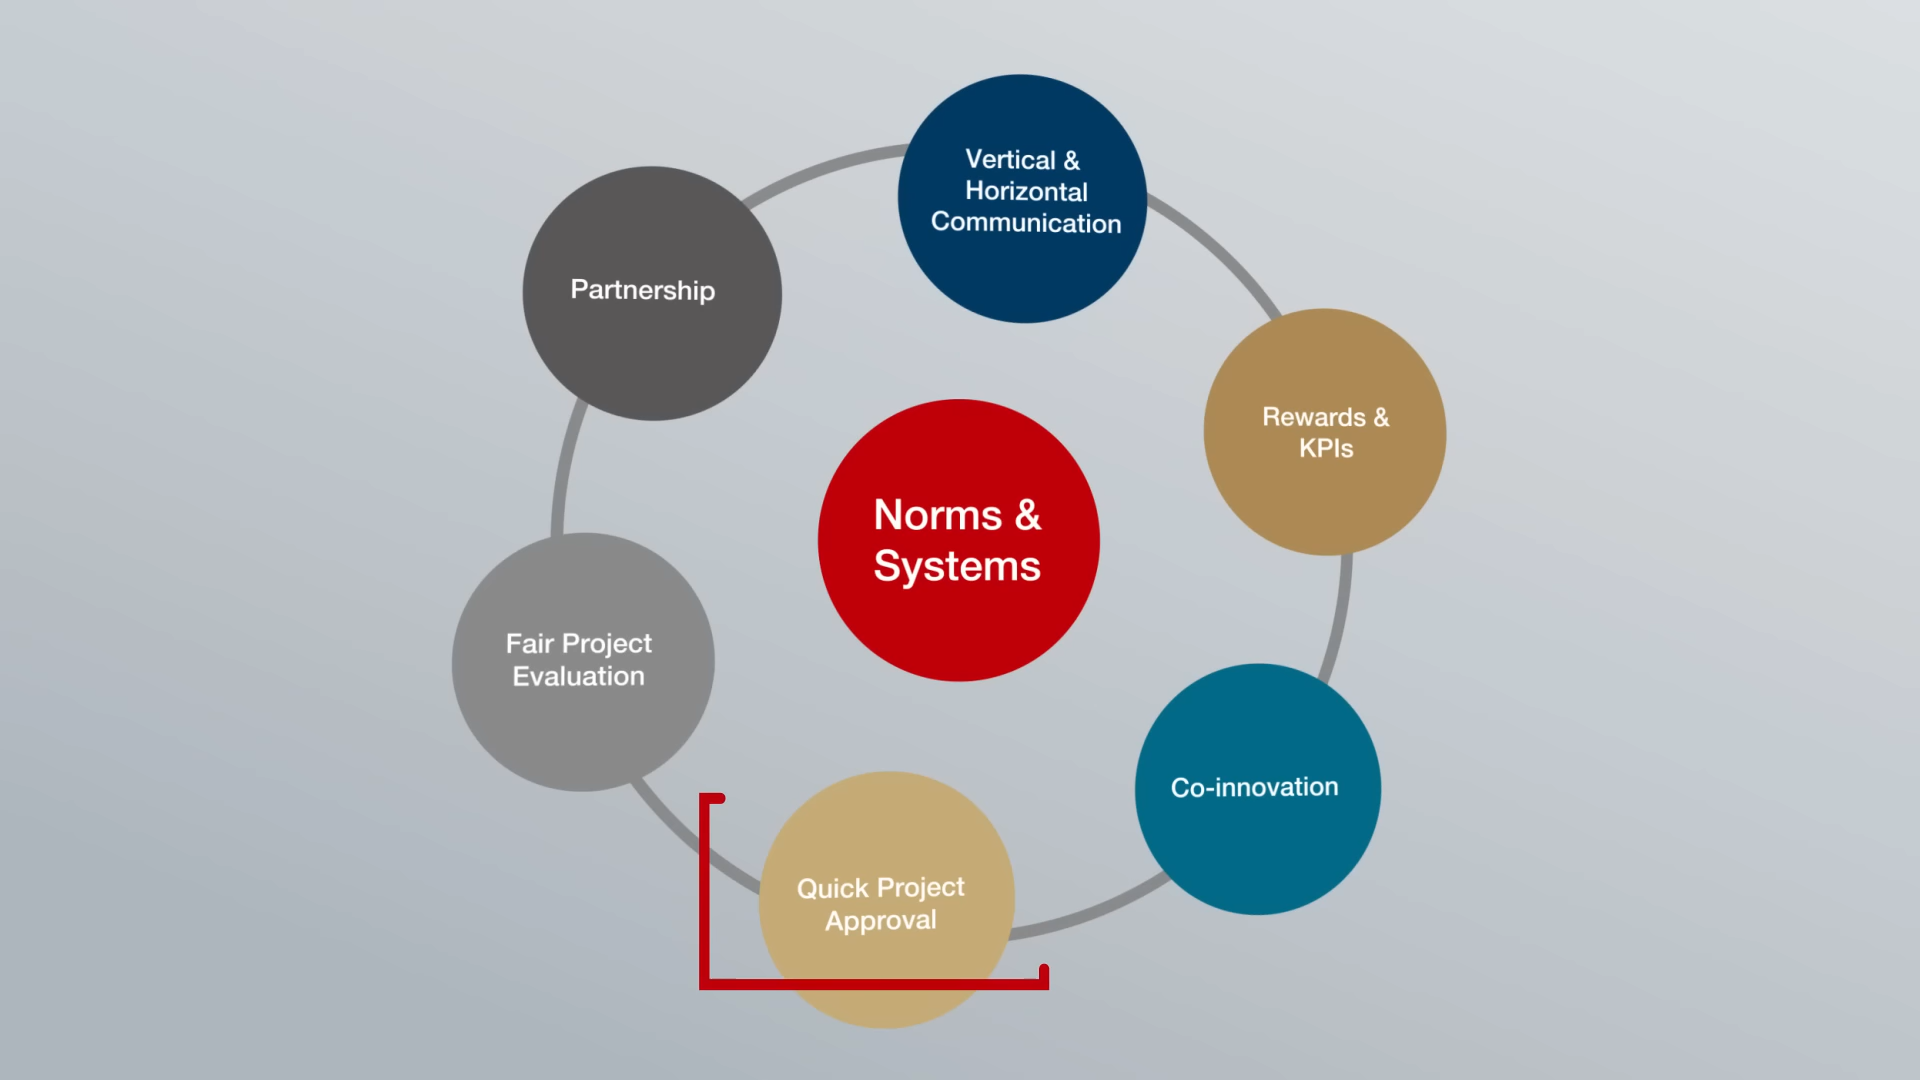 Vertical &
Horizontal
Communication
Partnership
Rewards &
KPIs
Norms &
Systems
Fair Project
Evaluation
Co-innovation
Quick Project
Approval